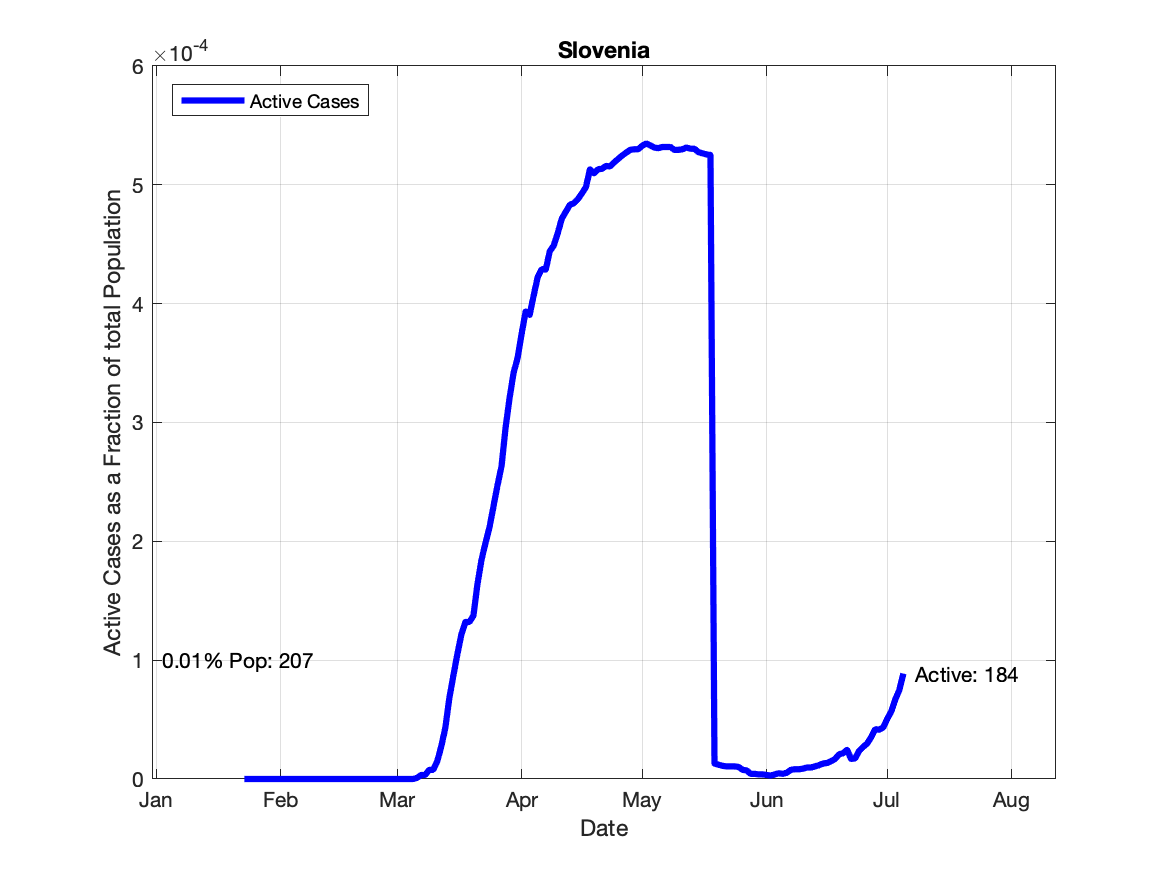 Slovenia
×10-4
Active Cases
6
5
4
3
2
1
0
Active Cases as a Fraction of total Population
0.01% Pop: 207
Active: 184
Jan Feb Mar Apr May Jun Jul Aug
Date